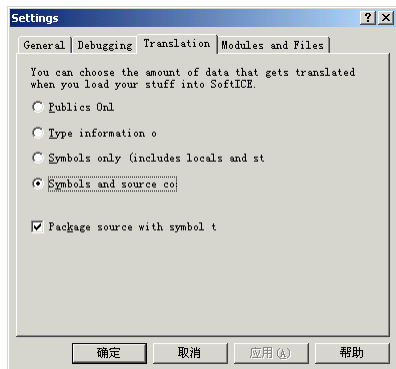 Settings
General Debugging Translation Modules and Files
You can choose the amount of data that gets translated
when you load your stuff into SoftICE.
Publics Onl
Type information o
Symbols only (includes locals and st
Symbols and source co
Package source with symbol t
确定 取消 应用(A) 帮助